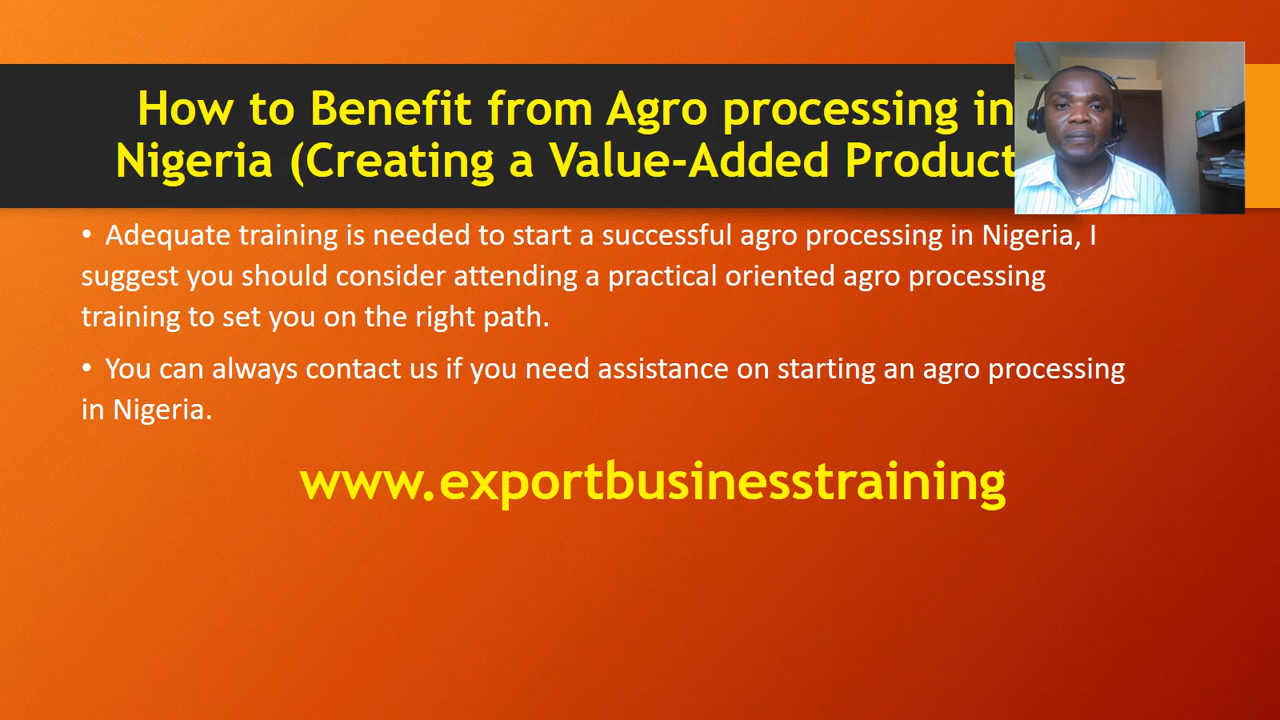 How to Benefit from Agro processing in
Nigeria (Creating a Value-Added Product
• Adequate training is needed to start a successful agro processing in Nigeria, I
suggest you should consider attending a practical oriented agro processing
training to set you on the right path.
• You can always contact us if you need assistance on starting an agro processing
in Nigeria.
www.exportbusinesstraining